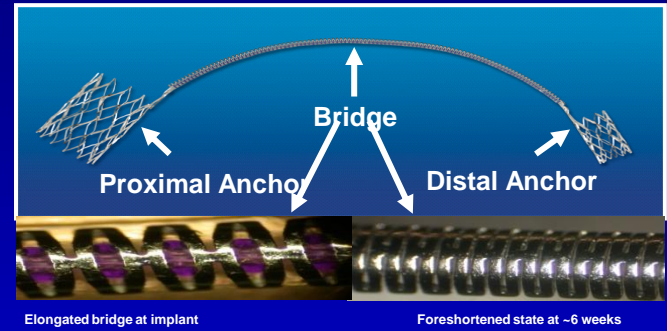 Bridge
Proximal Anchor
Distal Anchor
Elongated bridge at implant
Foreshortened state at ~6 weeks